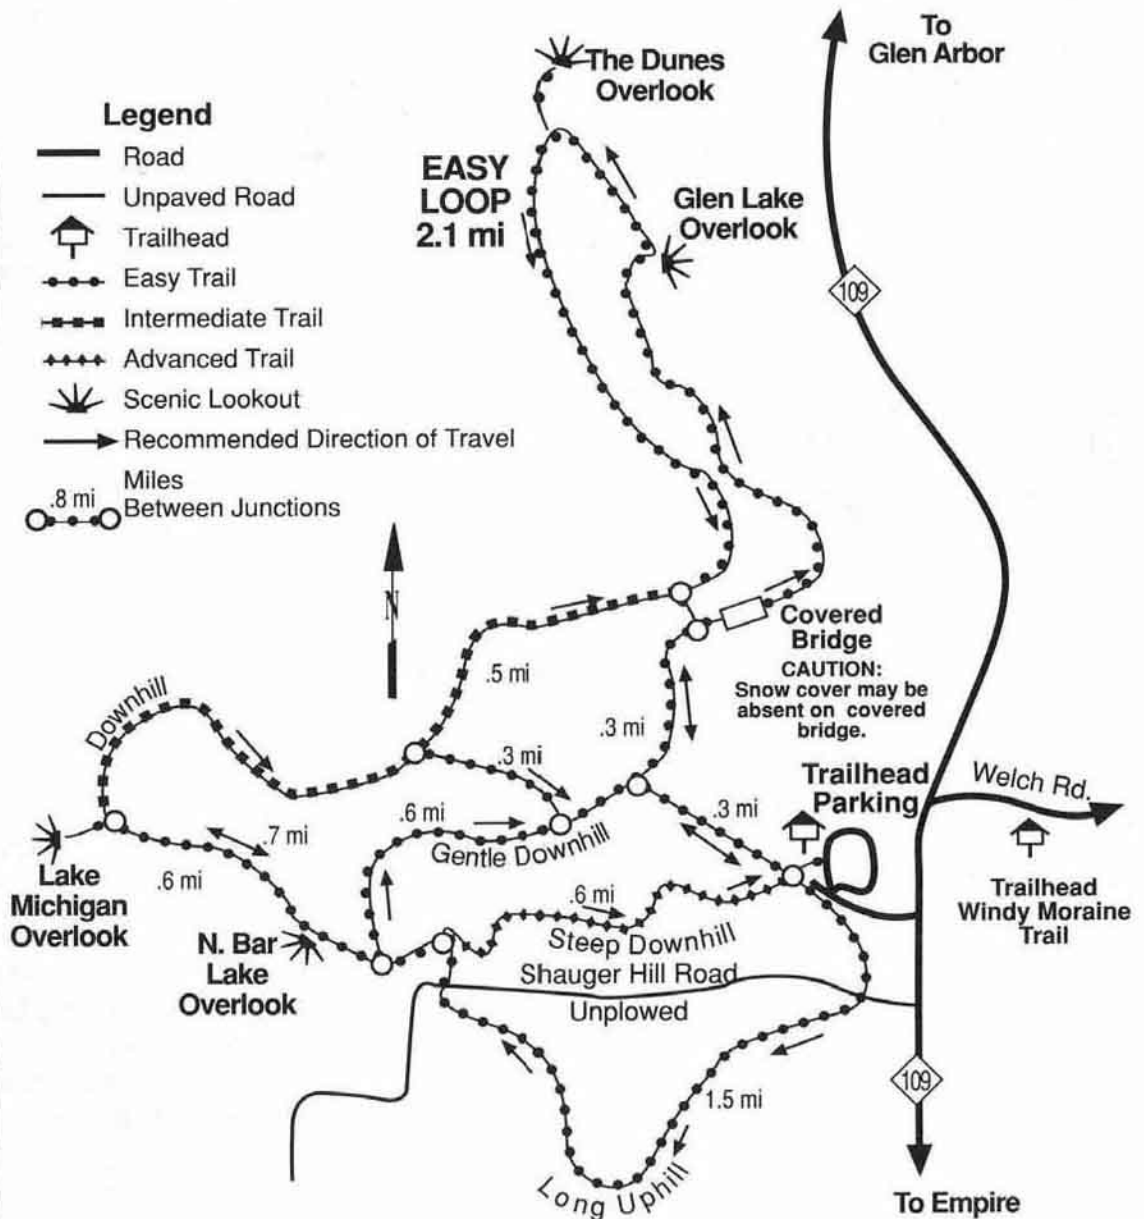 To
Glen Arbor
The Dunes
Overlook
Legend
Road
Unpaved Road
Trailhead
Easy Trail
Intermediate Trail
Advanced Trail
Scenic Lookout
Recommended Direction of Travel
.8 mi
Miles
Between Junctions
EASY
LOOP
2.1 mi
Glen Lake
Overlook
109
N
Covered
Bridge
CAUTION:
Snow cover may be
absent on covered
bridge.
.5 mi
Downhill
.3 mi
.3 mi
Trailhead
Parking
Welch Rd.
.3 mi
.6 mi
Gentle Downhill
.7 mi
.6 mi
Lake
Michigan
Overlook
Trailhead
Windy Moraine
Trail
.6 mi
Steep Downhill
N. Bar
Lake
Overlook
Shauger Hill Road
Unplowed
109
1.5 mi
Long Uphill
To Empire